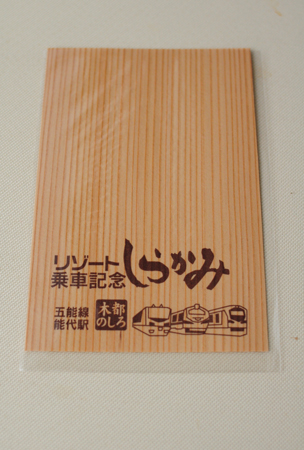 リゾート しらかみ
乗車記念
五能線 木都
能代駅 のしろ